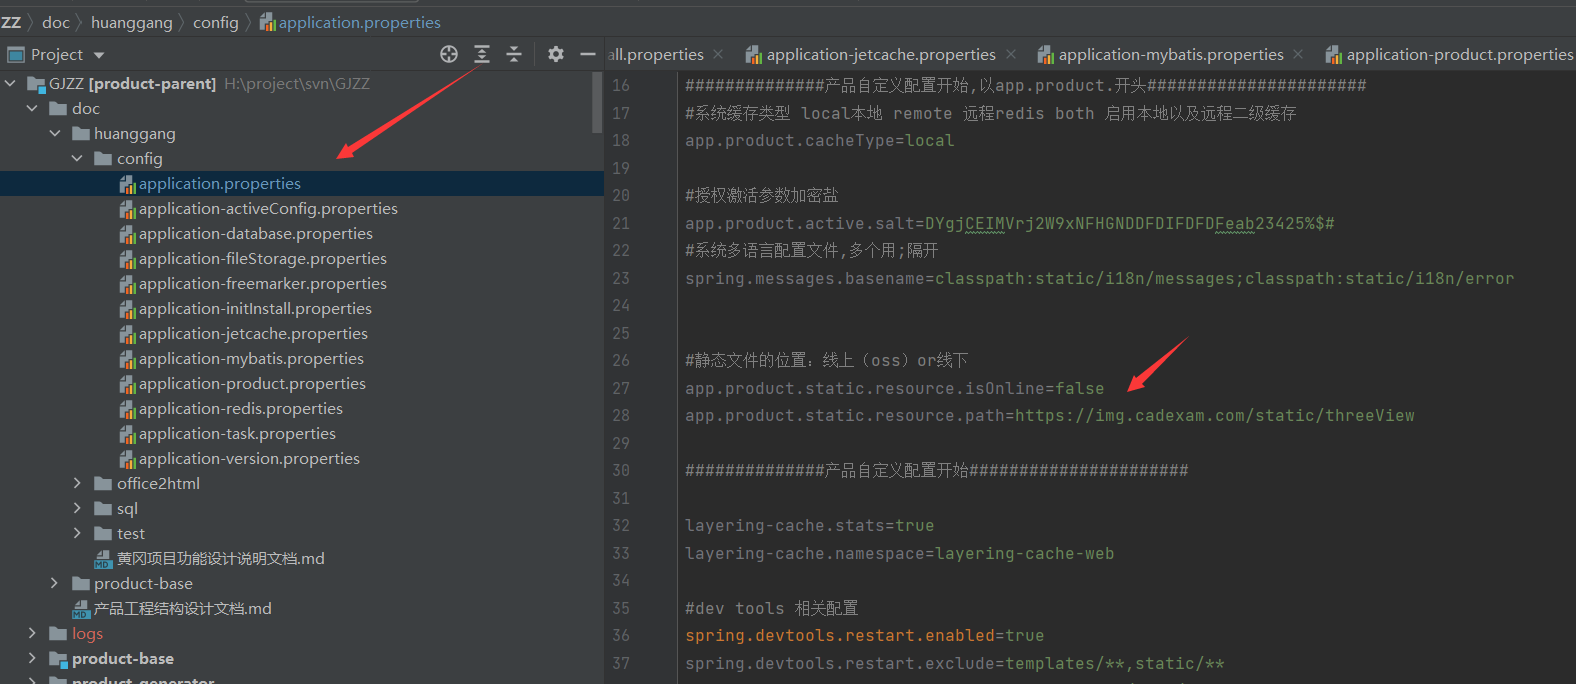 ZZ doc huanggang config application.properties
Project
all.properties application-jetcache.properties application-mybatis.properties application-product.properties
GJZZ [product-parent] H:\project\svn\GJZZ
doc
huanggang
config
application.properties
application-activeConfig.properties
application-database.properties
application-fileStorage.properties
application-freemarker.properties
application-initInstall.properties
application-jetcache.properties
application-mybatis.properties
application-product.properties
application-redis.properties
application-task.properties
application-version.properties
office2html
sql
test
黄冈项目功能设计说明文档.md
product-base
产品工程结构设计文档.md
logs
product-base
product-generator
16 ##############产品自定义配置开始,以app.product.开头######################
17 #系统缓存类型 local本地 remote 远程redis both 启用本地以及远程二级缓存
18 app.product.cacheType=local
19
20 #授权激活参数加密盐
21 app.product.active.salt=DYgjCEIMVrj2W9xNFHGNDDFDIFDFDFeab23425%$#
22 #系统多语言配置文件,多个用;隔开
23 spring.messages.basename=classpath:static/i18n/messages;classpath:static/i18n/error
24
25
26 #静态文件的位置：线上（oss）or线下
27 app.product.static.resource.isOnline=false
28 app.product.static.resource.path=https://img.cadexam.com/static/threeView
29
30 ##############产品自定义配置开始######################
31
32 layering-cache.stats=true
33 layering-cache.namespace=layering-cache-web
34
35 #dev tools 相关配置
36 spring.devtools.restart.enabled=true
37 spring.devtools.restart.exclude=templates/**,static/**